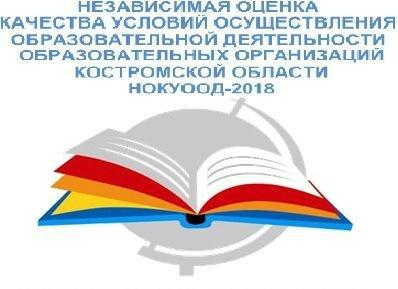 НЕЗАВИСИМАЯ ОЦЕНКА
КАЧЕСТВА УСЛОВИЙ ОСУЩЕСТВЛЕНИЯ
ОБРАЗОВАТЕЛЬНОЙ ДЕЯТЕЛЬНОСТИ
ОБРАЗОВАТЕЛЬНЫХ ОРГАНИЗАЦИЙ
КОСТРОМСКОЙ ОБЛАСТИ
НОКУООД-2018